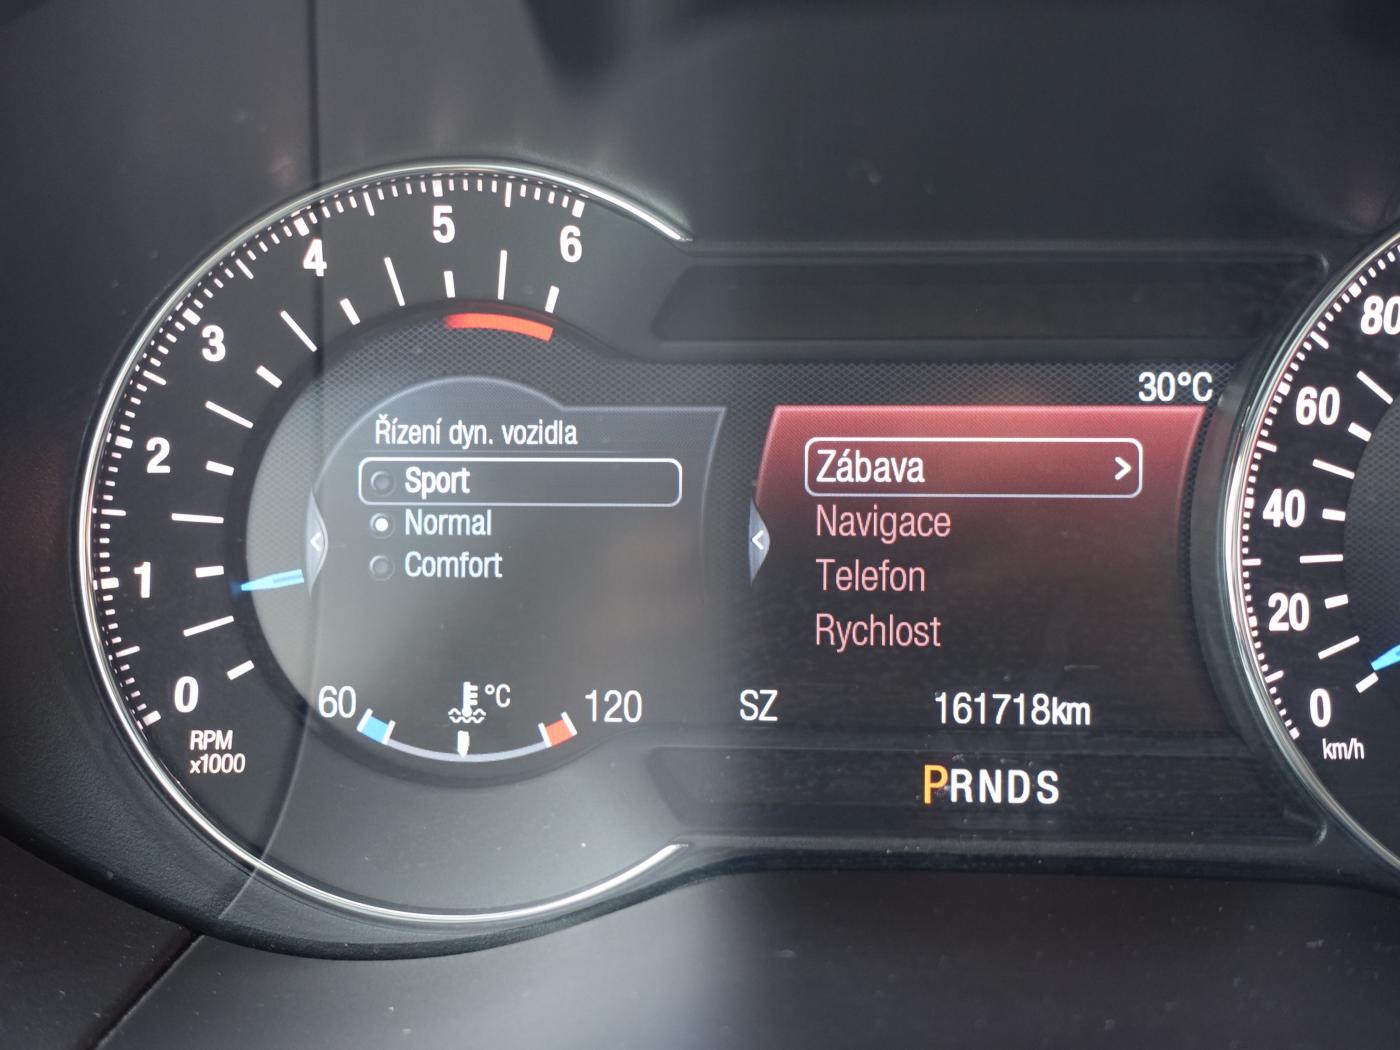 6
5
4
3
2
1
0
RPM
x1000
Řízení dyn. vozidla
Sport
Normal
Comfort
60
°C
120
30°C
Zábava >
Navigace
Telefon
Rychlost
SZ
161718km
PRNDS
80
60
40
20
0
km/h